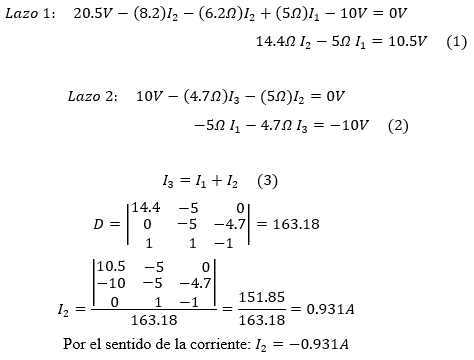 Lazo 1: 20.5V − (8.2)I₂ − (6.2Ω)I₂ + (5Ω)I₁ − 10V = 0V
14.4Ω I₂ − 5Ω I₁ = 10.5V (1)
Lazo 2: 10V − (4.7Ω)I₃ − (5Ω)I₂ = 0V
−5Ω I₁ − 4.7Ω I₃ = −10V (2)
I₃ = I₁ + I₂ (3)
D = |14.4 −5 0|
|0 −5 −4.7| = 163.18
|1 1 −1|
|10.5 −5 0|
|−10 −5 −4.7|
|0 1 −1|
I₂ = ───── = 151.85/163.18 = 0.931A
163.18
Por el sentido de la corriente: I₂ = −0.931A